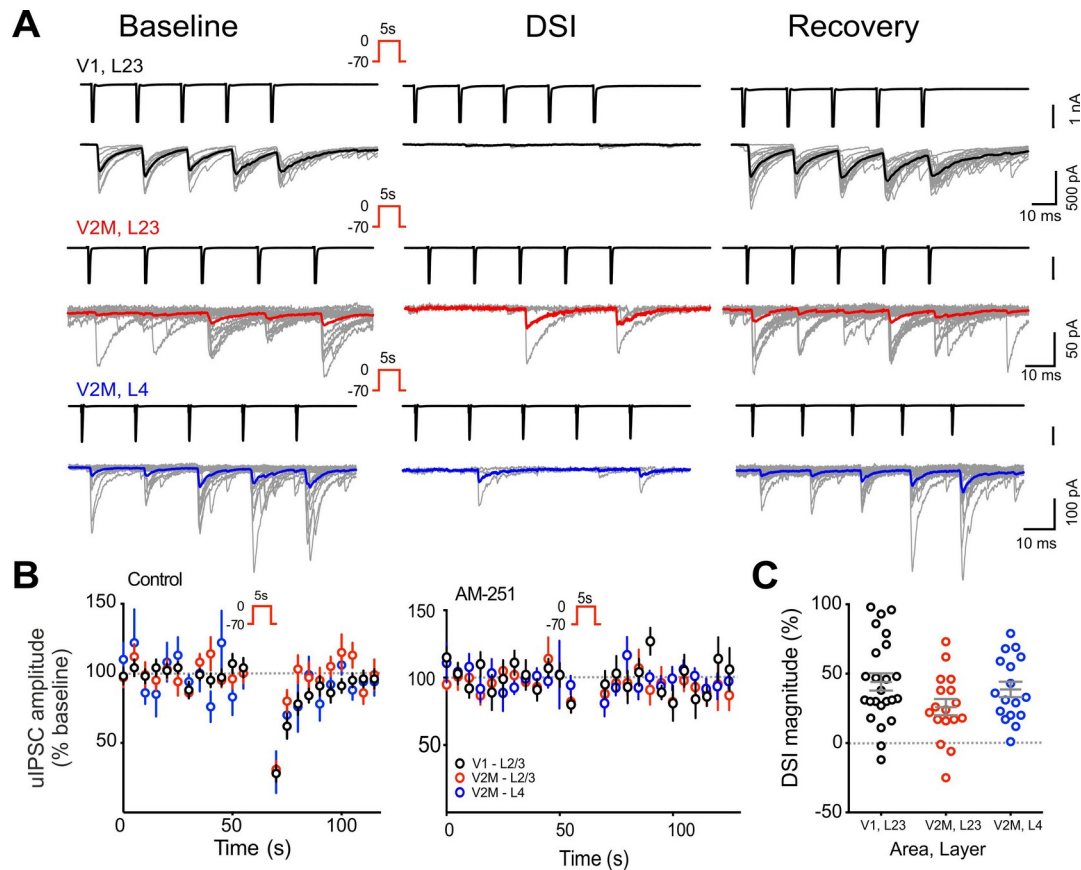 A
Baseline
DSI
Recovery
5s
0
-70
V1, L23
1 nA
500 pA
10 ms
5s
0
-70
V2M, L23
50 pA
10 ms
5s
0
-70
V2M, L4
100 pA
10 ms
B
Control
150
100
50
uIPSC amplitude
(% baseline)
0
50
100
Time (s)
5s
0
-70
AM-251
150
100
50
5s
0
-70
V1 - L2/3
V2M - L2/3
V2M - L4
0
50
100
Time (s)
C
100
50
0
-50
DSI magnitude (%)
V1, L23
V2M, L23
V2M, L4
Area, Layer